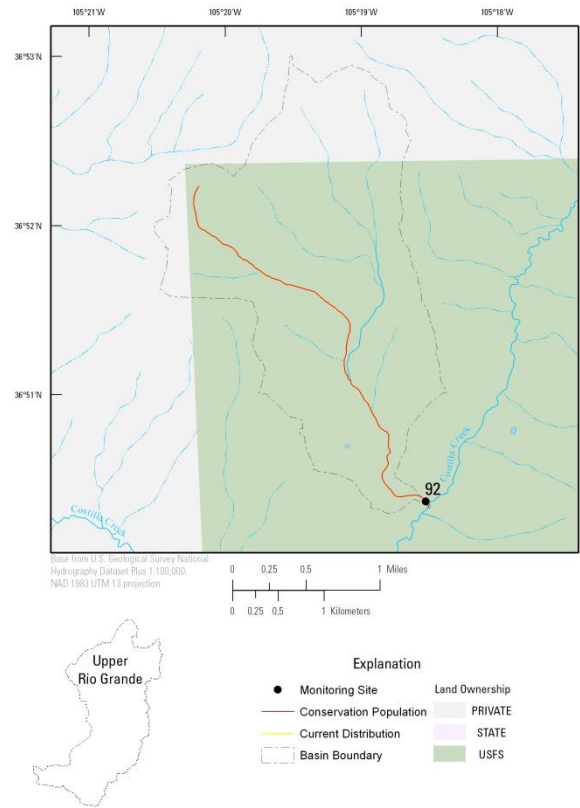 105°21'W 105°20'W 105°19'W 105°18'W
36°53'N
36°52'N
36°51'N
92
Costilla Creek
Costilla Creek
Base from U.S. Geological Survey National
Hydrography Dataset Plus 1:100,000.
NAD 1983 UTM 13 projection
0 0.25 0.5 1 Miles
0 0.25 0.5 1 Kilometers
Upper
Rio Grande
Explanation
Monitoring Site
Conservation Population
Current Distribution
Basin Boundary
Land Ownership
PRIVATE
STATE
USFS